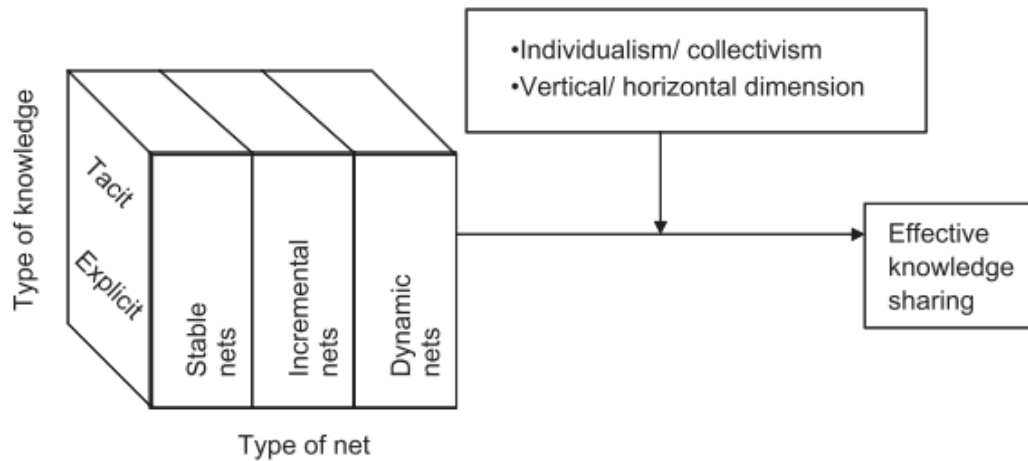 •Individualism/ collectivism
•Vertical/ horizontal dimension
Type of knowledge
Tacit
Explicit
Stable
nets
Incremental
nets
Dynamic
nets
Type of net
Effective
knowledge
sharing